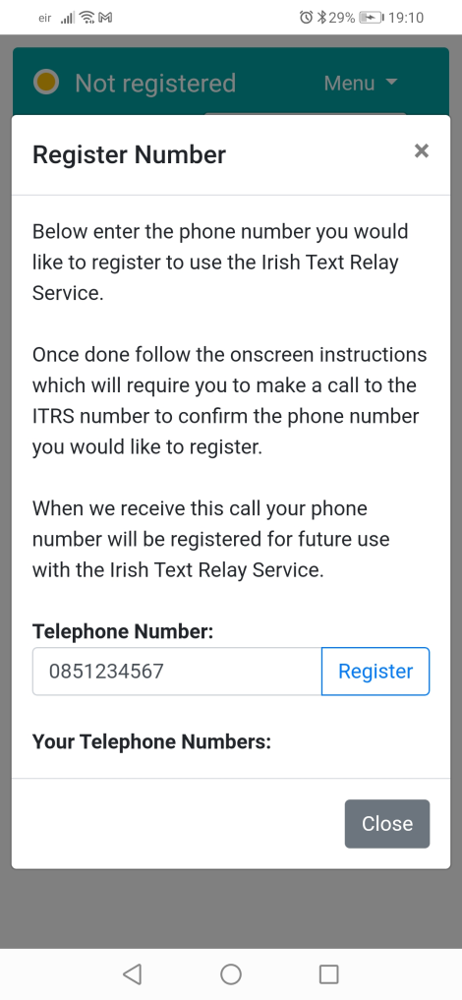 eir 29% 19:10
Not registered Menu
Register Number ×
Below enter the phone number you would
like to register to use the Irish Text Relay
Service.
Once done follow the onscreen instructions
which will require you to make a call to the
ITRS number to confirm the phone number
you would like to register.
When we receive this call your phone
number will be registered for future use
with the Irish Text Relay Service.
Telephone Number:
0851234567 Register
Your Telephone Numbers:
Close